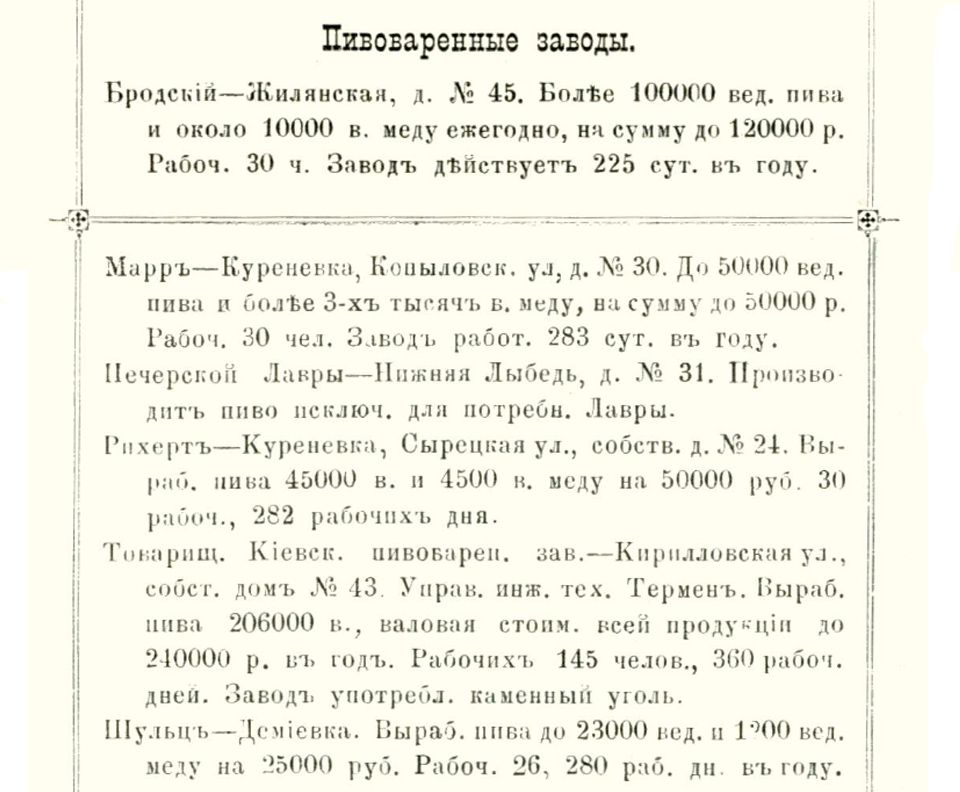 Пивоваренные заводы.
Бродскій—Жилянская, д. № 45. Болѣе 100000 вед. пива
и около 10000 в. меду ежегодно, на сумму до 120000 р.
Рабоч. 30 ч. Заводъ дѣйствуетъ 225 сут. въ году.
Марръ—Куреневка, Копыловск. ул, д. № 30. До 50000 вед.
пива и болѣе 3-хъ тысячъ в. меду, на сумму до 50000 р.
Рабоч. 30 чел. Заводъ работ. 283 сут. въ году.
Печерской Лавры—Нижняя Лыбедь, д. № 31. Произво-
дитъ пиво исключ. для потребн. Лавры.
Рихертъ—Куреневка, Сырецкая ул., собств. д. № 24. Вы-
раб. пива 45000 в. и 4500 в. меду на 50000 руб. 30
рабоч., 282 рабочихъ дня.
Товарищ. Кіевск. пивоварен. зав.—Кирилловская ул.,
собст. домъ № 43. Управ. инж. тех. Терменъ. Выраб.
пива 206000 в., валовая стоим. всей продукціи до
240000 р. въ годъ. Рабочихъ 145 челов., 360 рабоч.
дней. Заводъ употребл. каменный уголь.
Шульцъ—Деміевка. Выраб. пива до 23000 вед. и вед.
меду на 25000 руб. Рабоч. 26, 280 раб. дн. въ году.